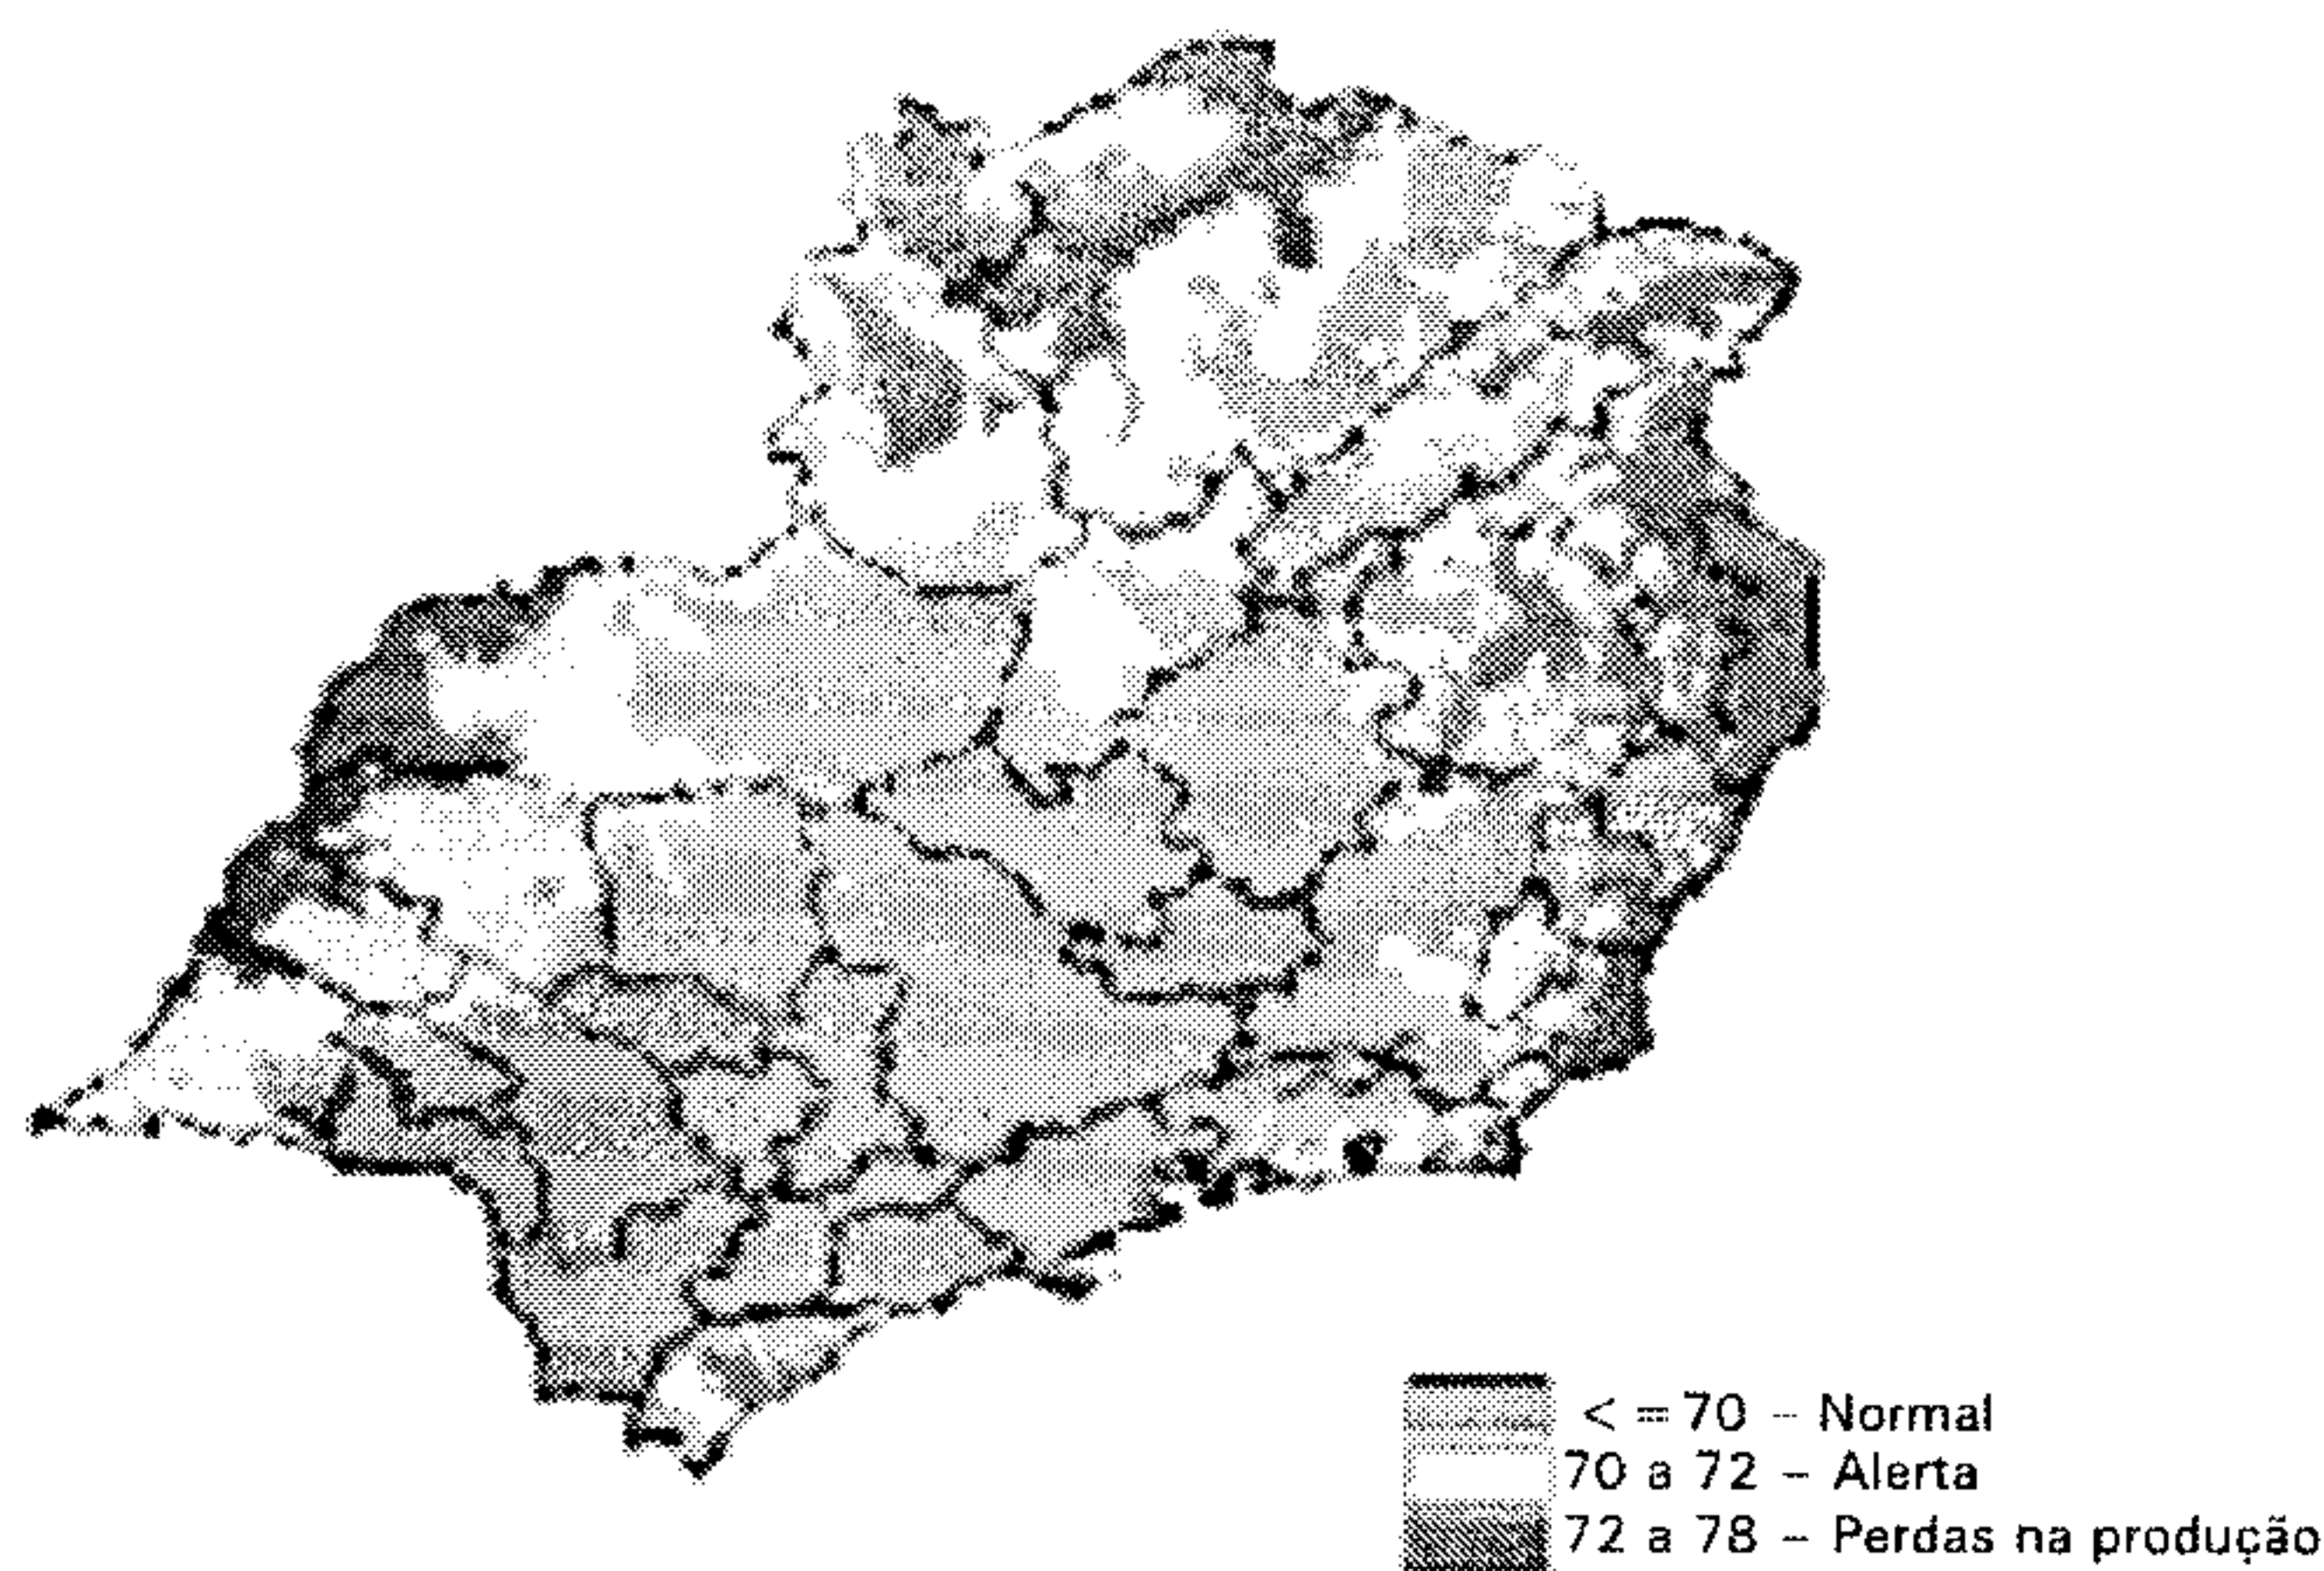 < = 70 – Normal
70 a 72 – Alerta
72 a 78 – Perdas na produção